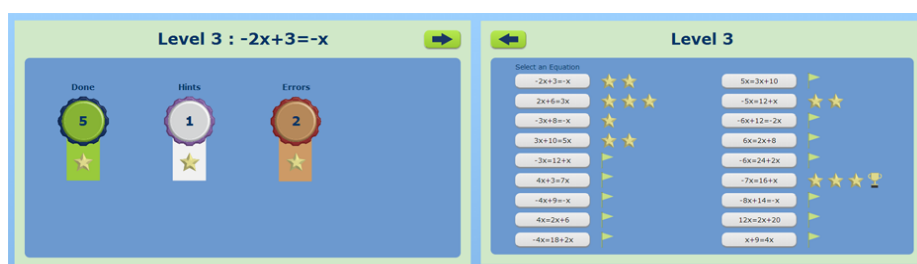 Level 3 : -2x+3=-x
Done
Hints
Errors
5
1
2
Level 3
Select an Equation
-2x+3=-x
2x+6=3x
-3x+8=-x
3x+10=5x
-3x=12+x
4x+3=7x
-4x+9=-x
4x=2x+6
-4x=18+2x
5x=3x+10
-5x=12+x
-6x+12=-2x
6x=2x+8
-6x=24+2x
-7x=16+x
-8x+14=-x
12x=2x+20
x+9=4x